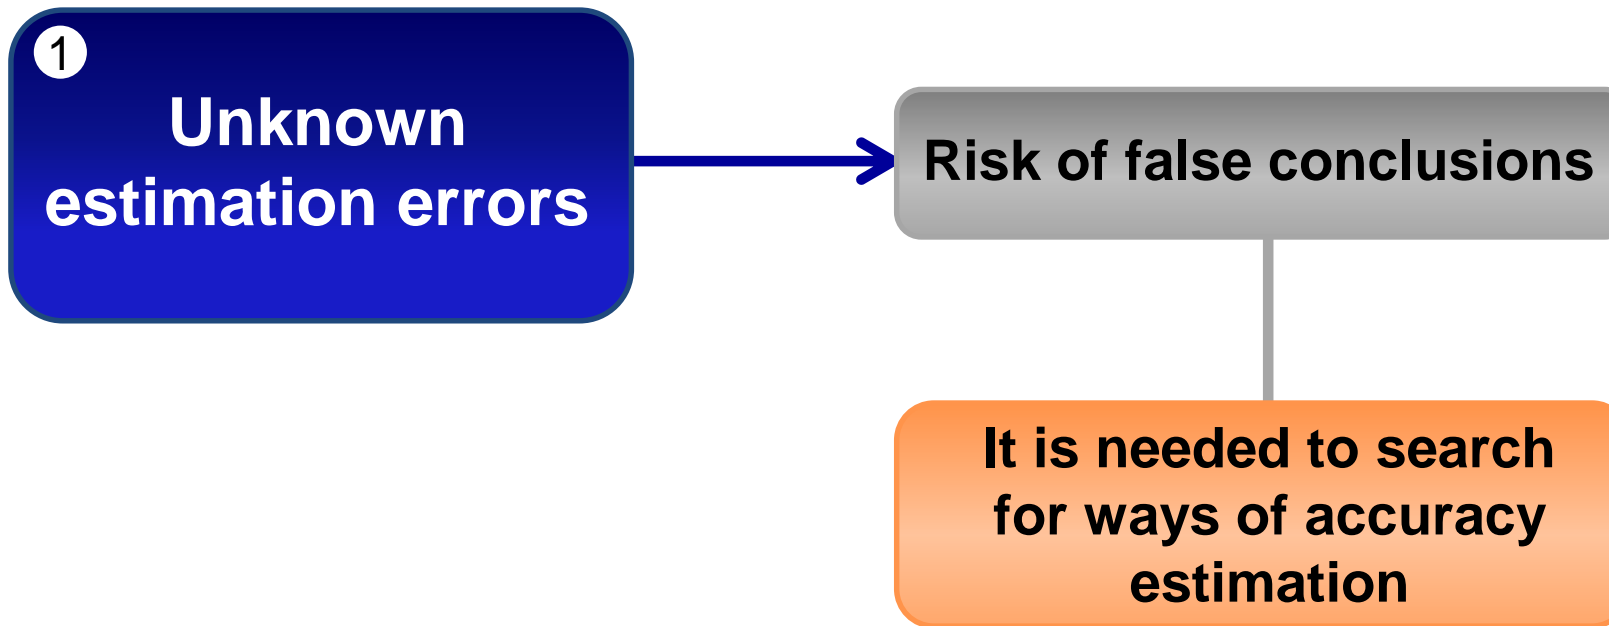 1
Unknown
estimation errors
Risk of false conclusions
It is needed to search
for ways of accuracy
estimation